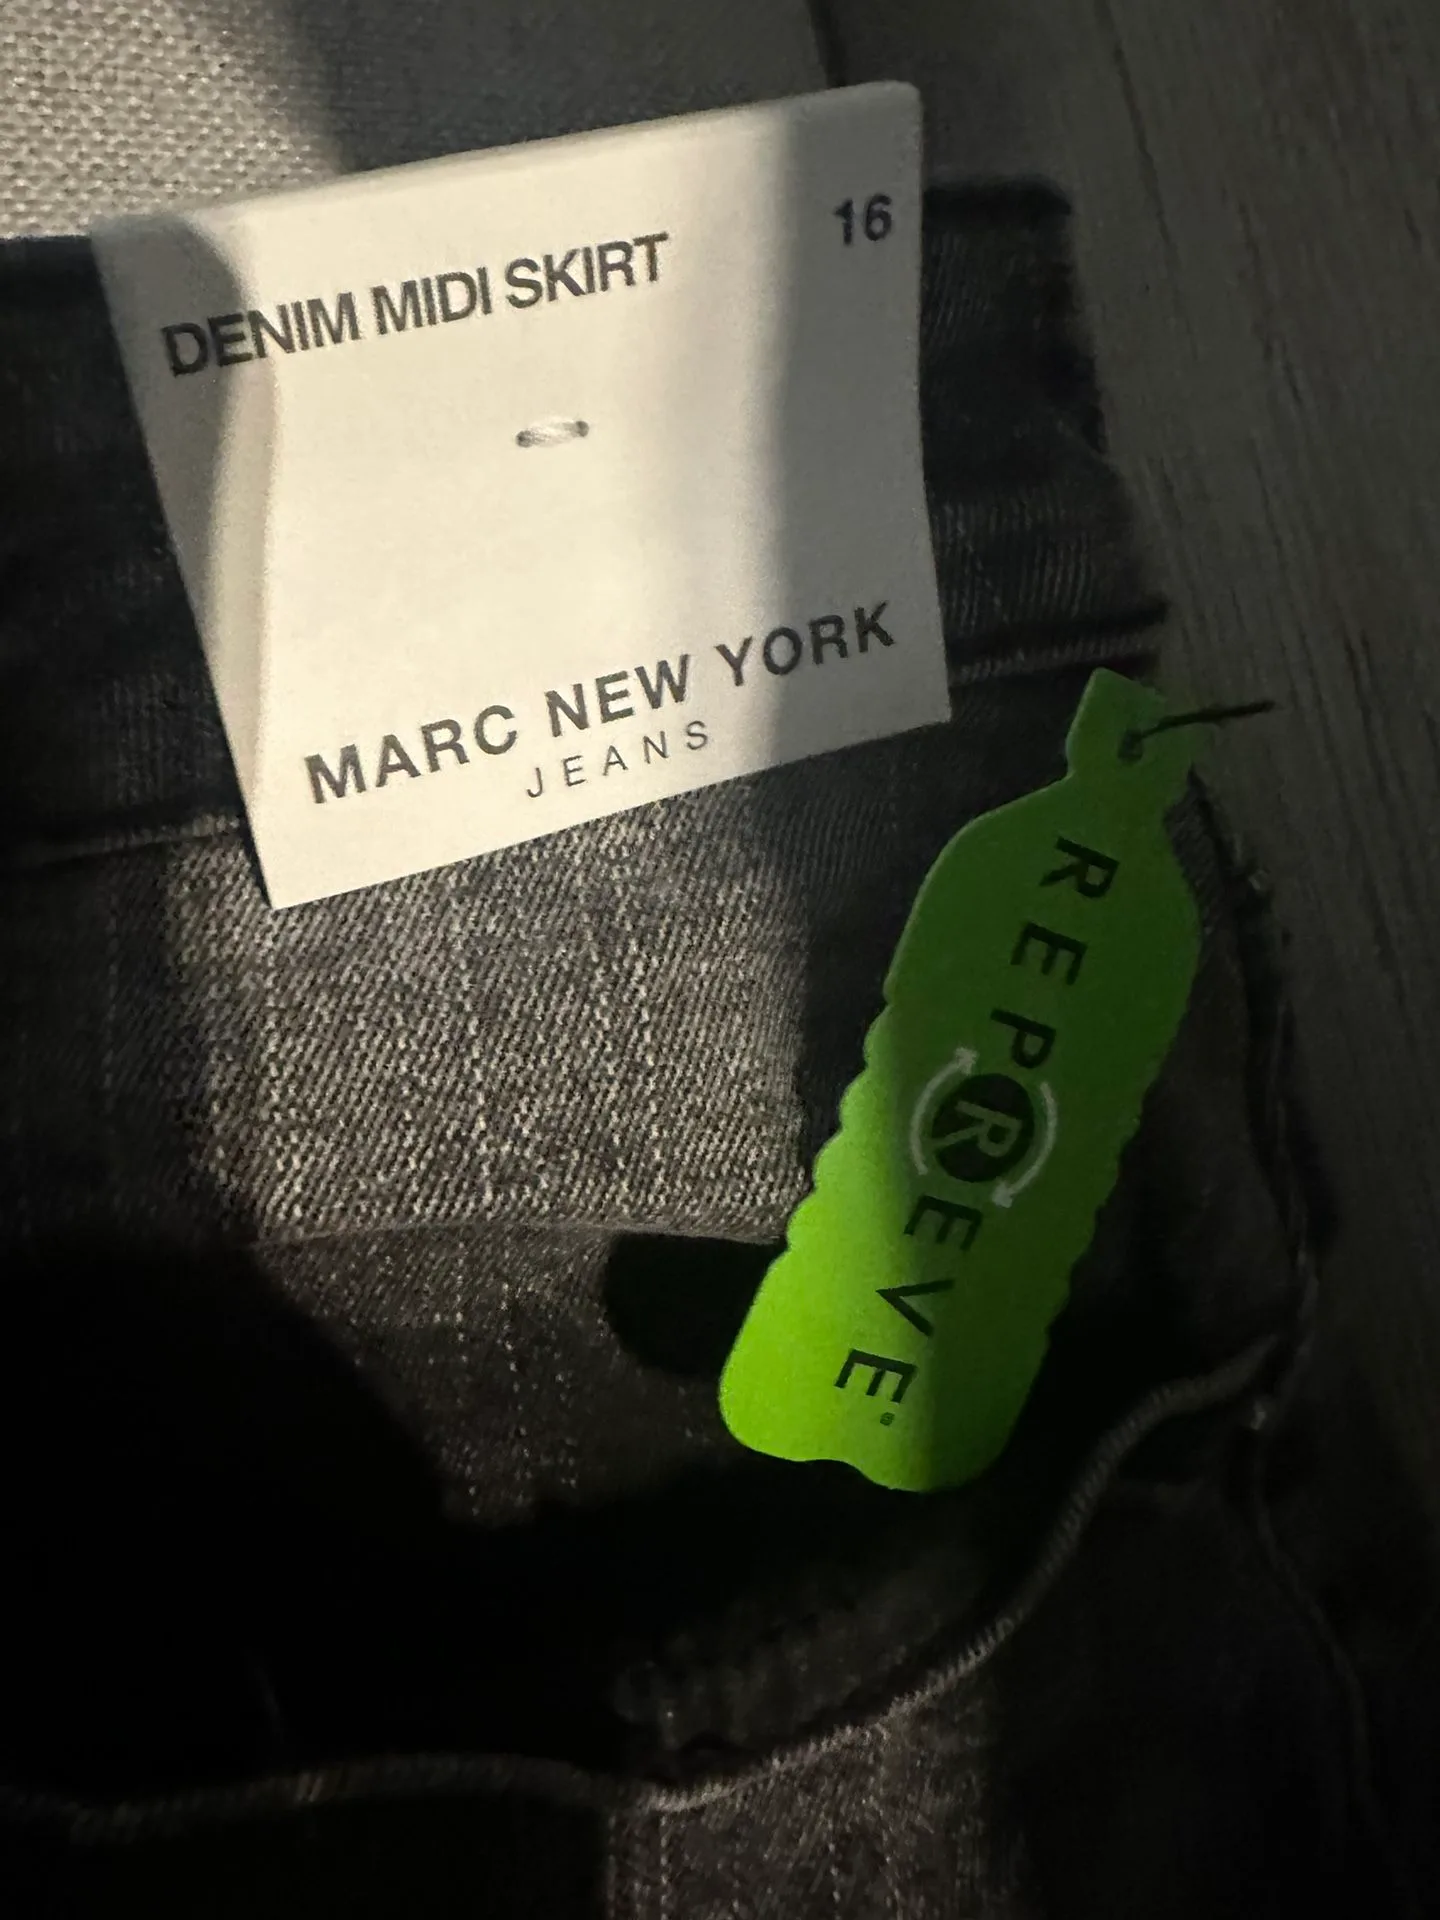 DENIM MIDI SKIRT
16
MARC NEW YORK
JEANS
REPREVE®